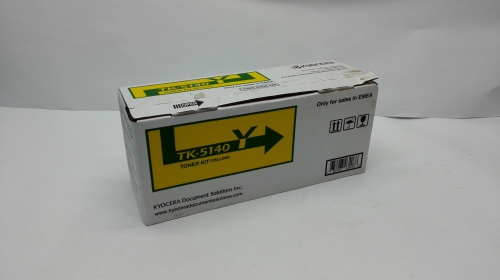 TK-5140 Y
KYOCERA
OPEN
Only for sales in EMEA
Y
TK-5140
TONER KIT-YELLOW
KYOCERA Document Solutions Inc.
www.kyoceradocumentsolutions.com